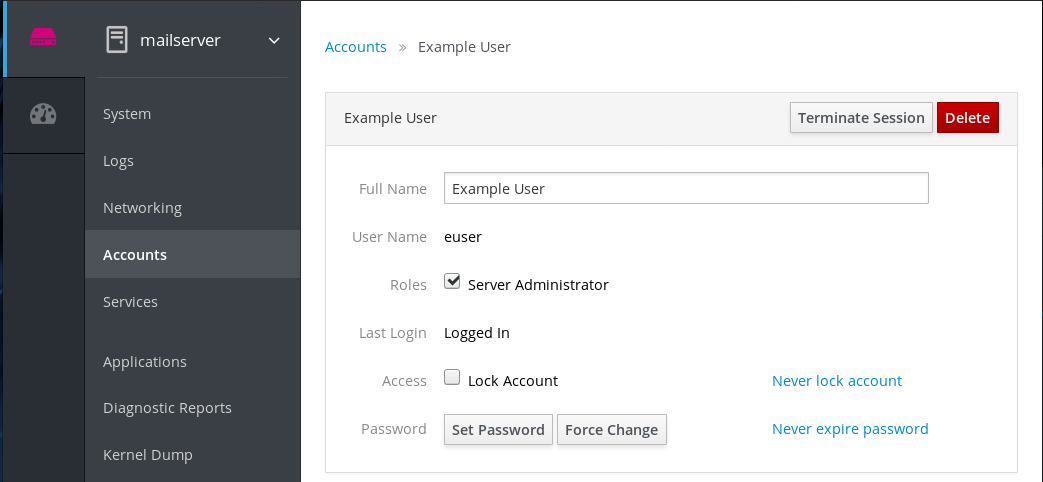 mailserver
System
Logs
Networking
Accounts
Services
Applications
Diagnostic Reports
Kernel Dump
Accounts » Example User
Example User Terminate Session Delete
Full Name Example User
User Name euser
Roles Server Administrator
Last Login Logged In
Access Lock Account Never lock account
Password Set Password Force Change Never expire password